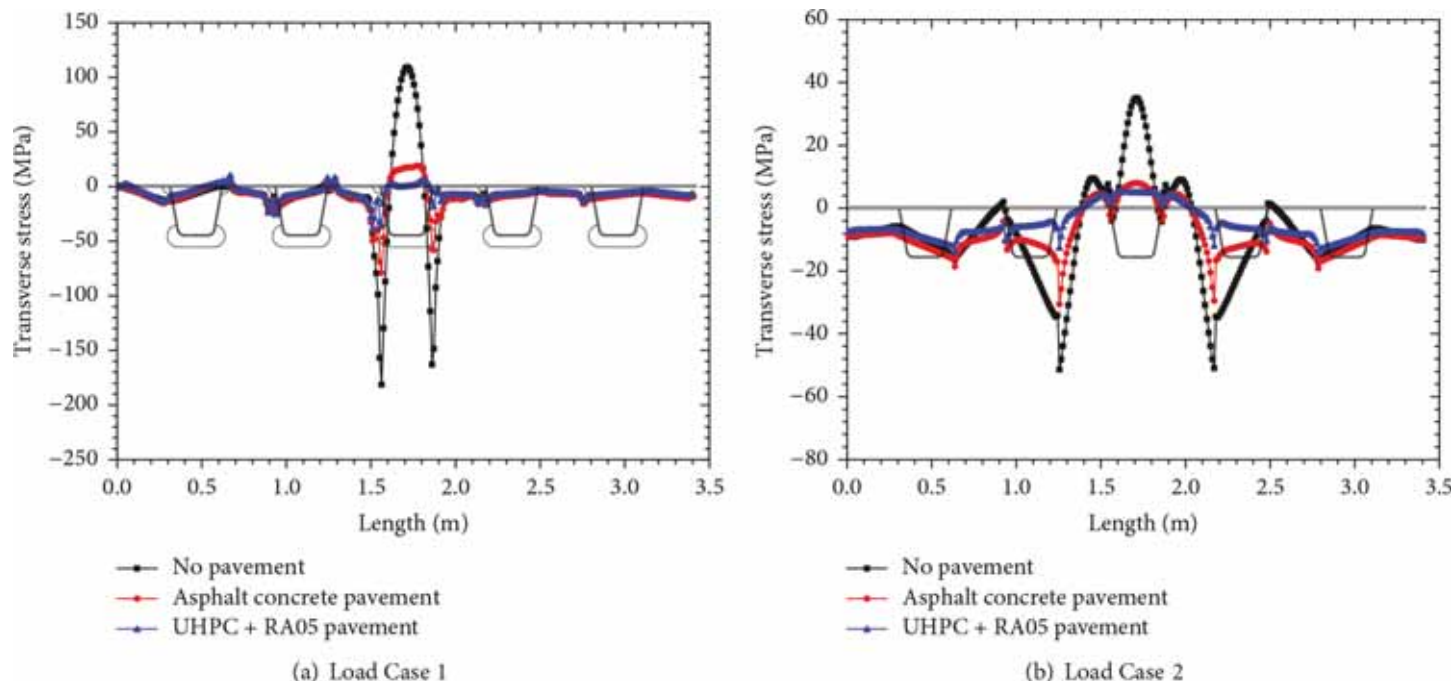 150
100
50
0
−50
−100
−150
−200
−250
Transverse stress (MPa)
0.0 0.5 1.0 1.5 2.0 2.5 3.0 3.5
Length (m)
No pavement
Asphalt concrete pavement
UHPC + RA05 pavement
(a) Load Case 1
60
40
20
0
−20
−40
−60
−80
Transverse stress (MPa)
0.0 0.5 1.0 1.5 2.0 2.5 3.0 3.5
Length (m)
No pavement
Asphalt concrete pavement
UHPC + RA05 pavement
(b) Load Case 2